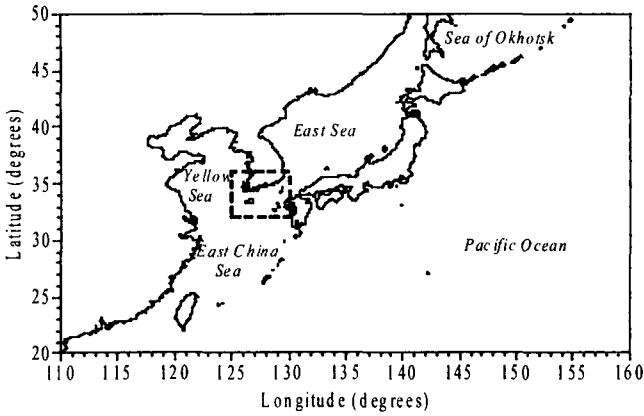 50
Sea of Okhotsk
45
40
East Sea
Yellow
Sea
35
30
East China
Sea
Pacific Ocean
25
20
110 115 120 125 130 135 140 145 150 155 160
Latitude (degrees)
Longitude (degrees)